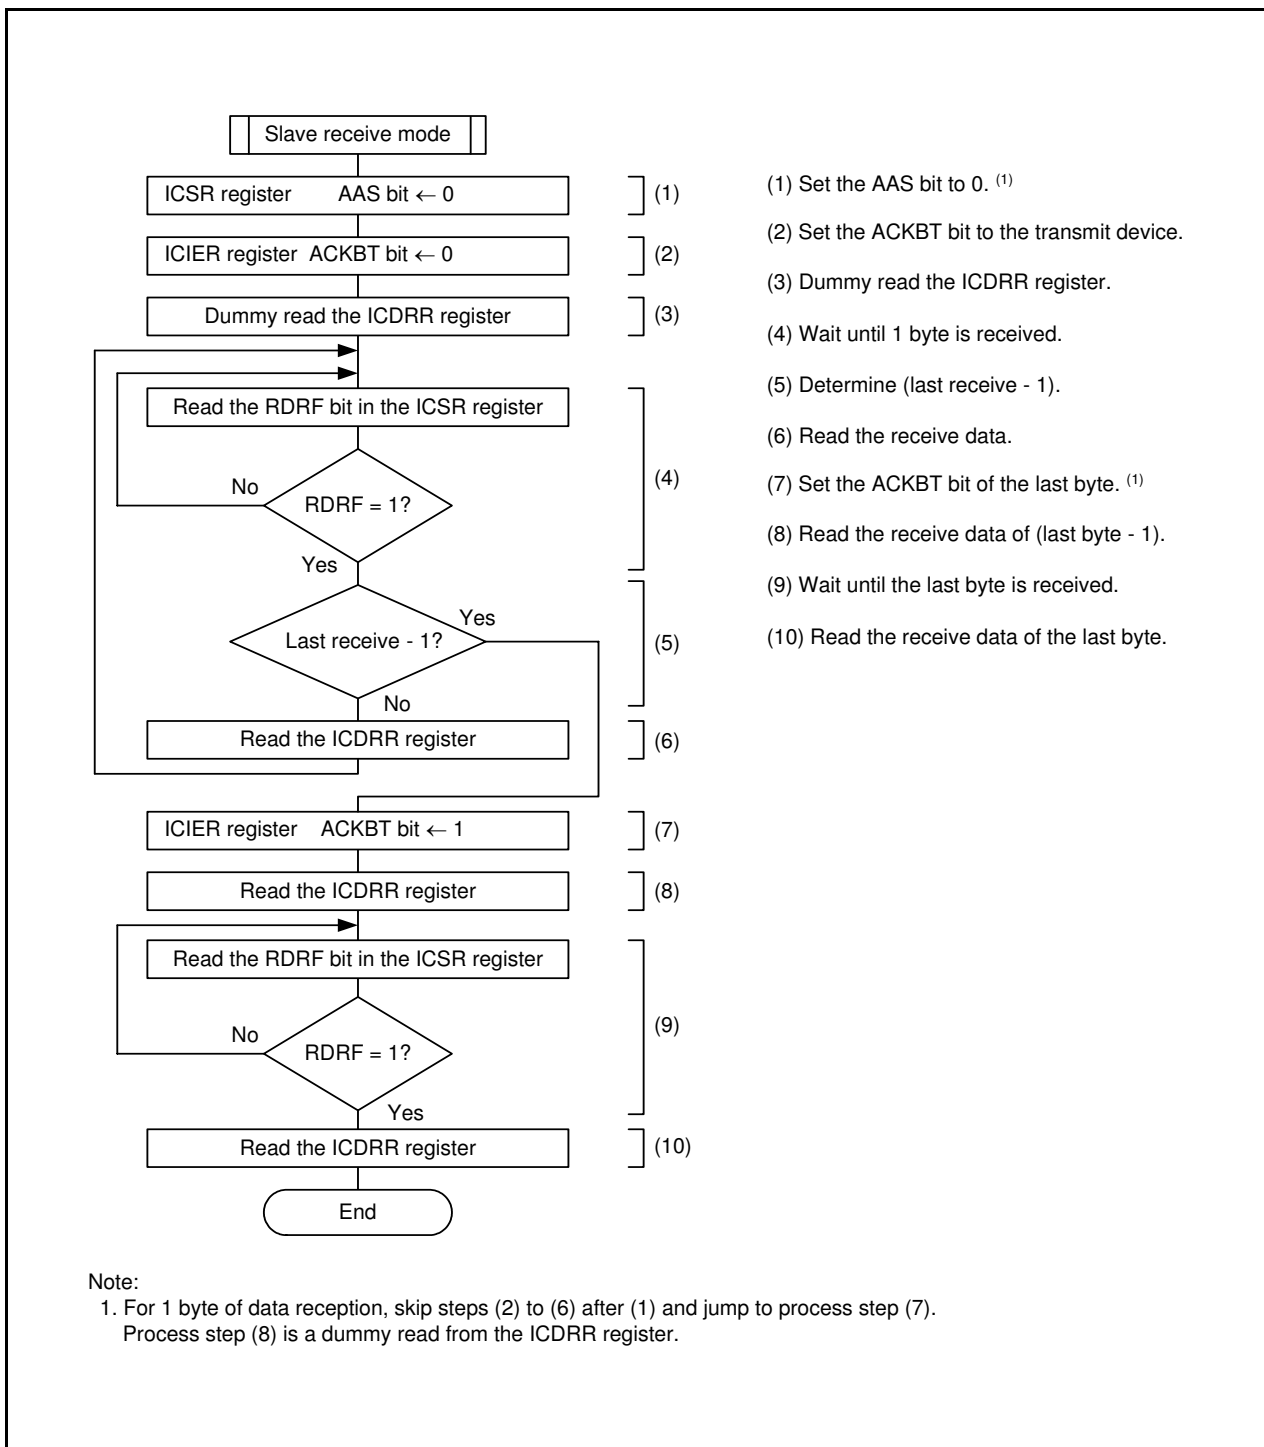 Slave receive mode
ICSR register AAS bit ← 0
(1)
ICIER register ACKBT bit ← 0
(2)
Dummy read the ICDRR register
(3)
Read the RDRF bit in the ICSR register
(4)
No
RDRF = 1?
Yes
Last receive - 1?
Yes
(5)
No
Read the ICDRR register
(6)
ICIER register ACKBT bit ← 1
(7)
Read the ICDRR register
(8)
Read the RDRF bit in the ICSR register
No
RDRF = 1?
(9)
Yes
Read the ICDRR register
(10)
End
(1) Set the AAS bit to 0. (1)
(2) Set the ACKBT bit to the transmit device.
(3) Dummy read the ICDRR register.
(4) Wait until 1 byte is received.
(5) Determine (last receive - 1).
(6) Read the receive data.
(7) Set the ACKBT bit of the last byte. (1)
(8) Read the receive data of (last byte - 1).
(9) Wait until the last byte is received.
(10) Read the receive data of the last byte.
Note:
1. For 1 byte of data reception, skip steps (2) to (6) after (1) and jump to process step (7).
Process step (8) is a dummy read from the ICDRR register.